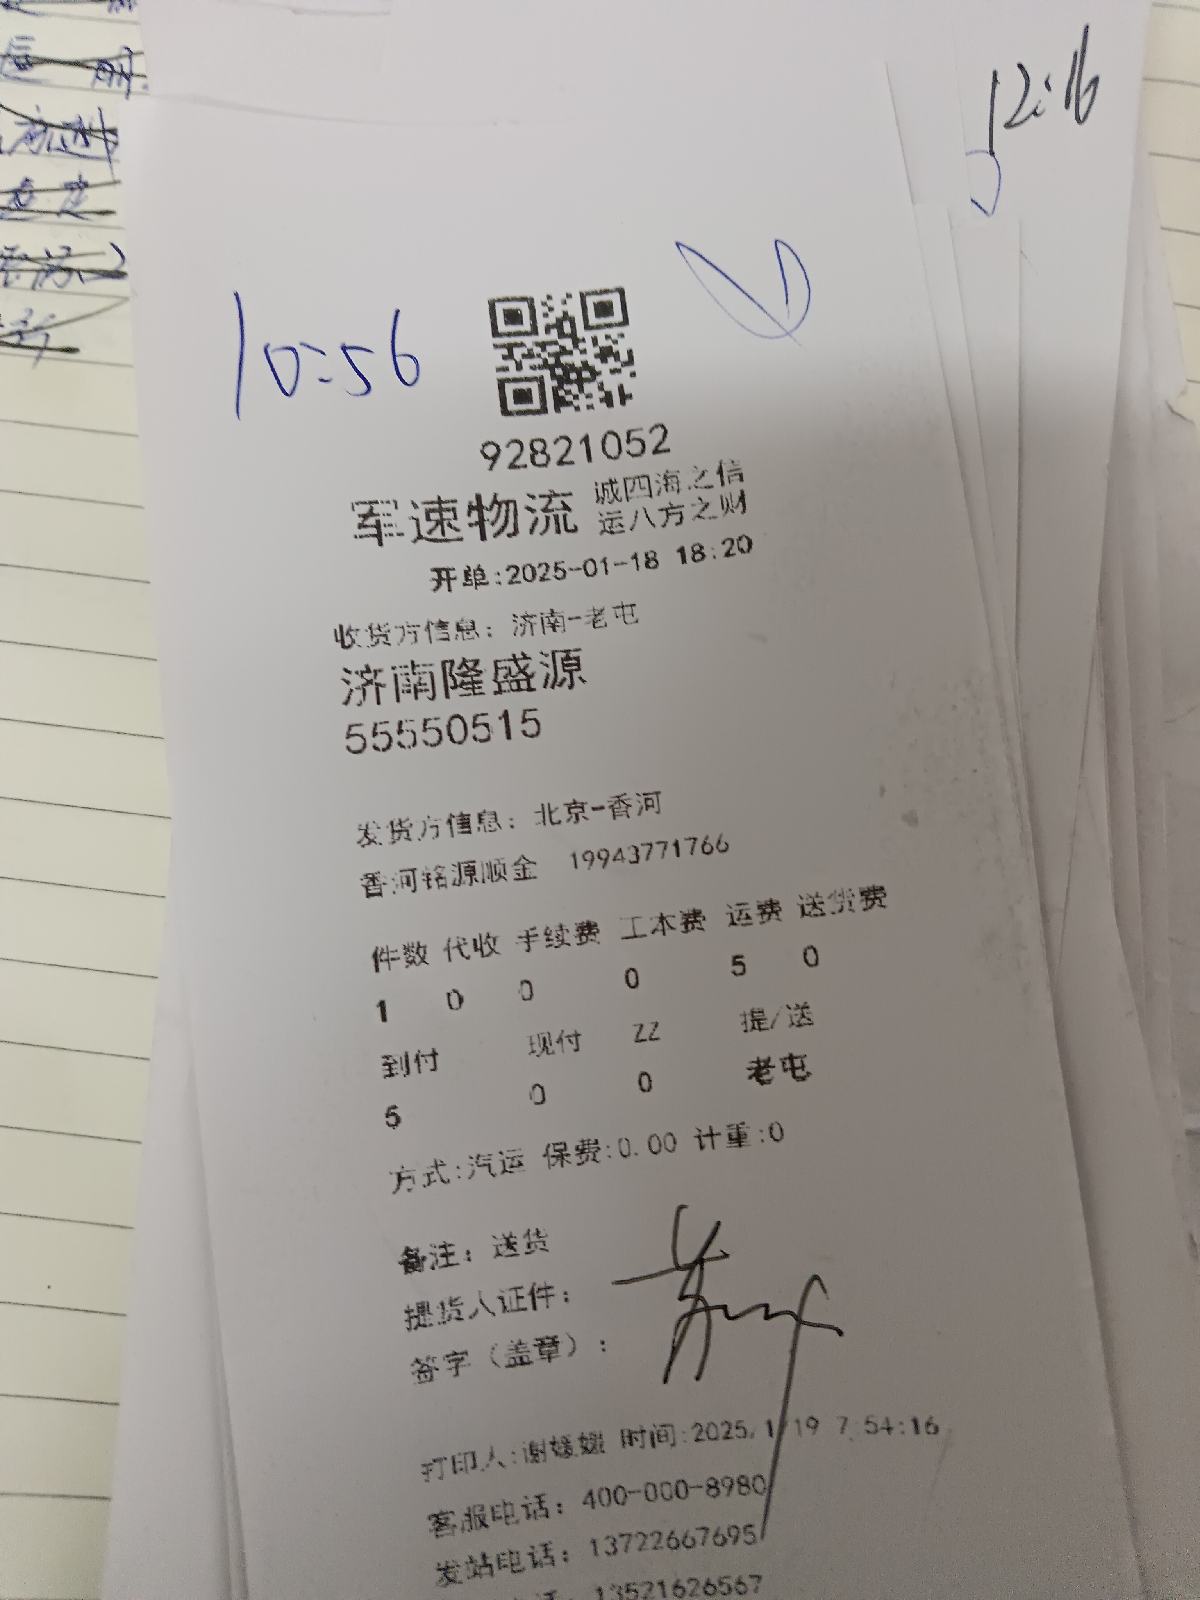 12:16
10:56
92821052
军速物流 诚四海之信
运八方之财
开单:2025-01-18 18:20
收货方信息：济南-老屯
济南隆盛源
55550515
发货方信息：北京-香河
香河铭源顺金 19943771766
件数 代收 手续费 工本费 运费 送货费
1 0 0 0 5 0
到付 现付 ZZ 提/送
5 0 0 老屯
方式:汽运 保费:0.00 计重:0
备注：送货
提货人证件：
签字（盖章）：
打印人:谢媛媛 时间:2025/1/19 7:54:16
客服电话：400-000-8980
发站电话：13722667695
13521626567